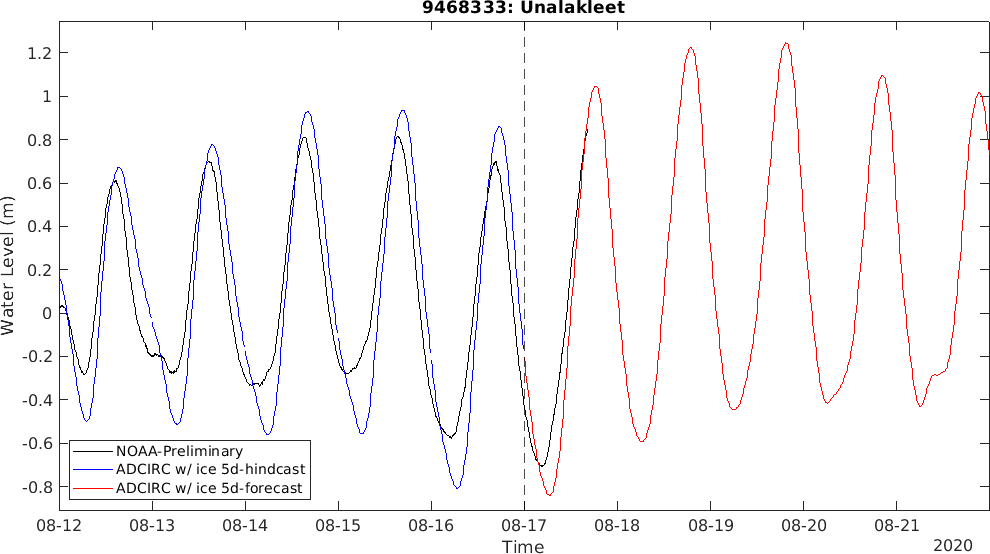 9468333: Unalakleet
1.2
1
0.8
0.6
0.4
0.2
0
-0.2
-0.4
-0.6
-0.8
Water Level (m)
NOAA-Preliminary
ADCIRC w/ ice 5d-hindcast
ADCIRC w/ ice 5d-forecast
08-12 08-13 08-14 08-15 08-16 08-17 08-18 08-19 08-20 08-21
Time
2020